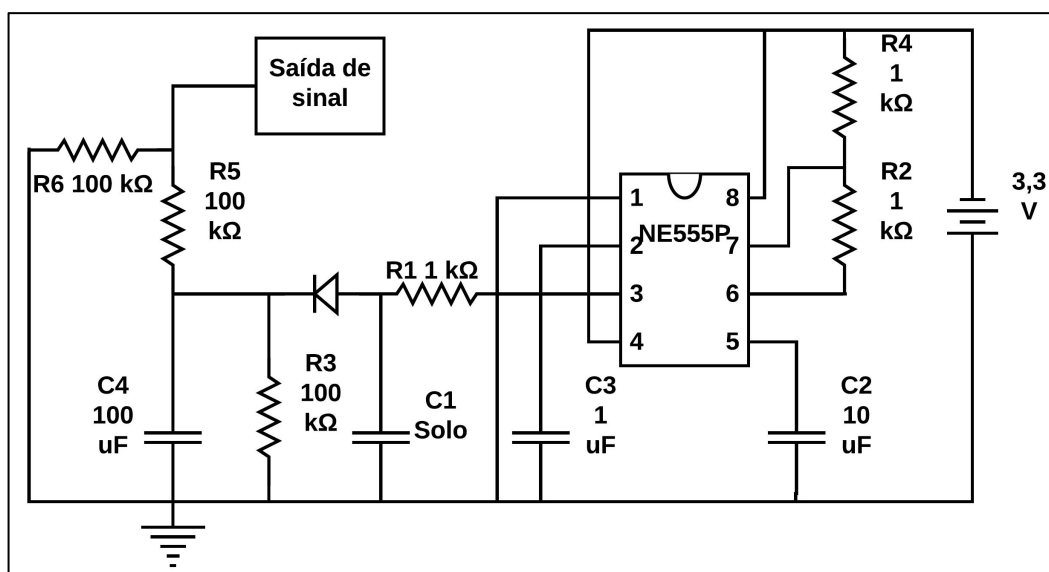 Saída de
sinal
R6 100 kΩ
R5
100
kΩ
R1 1 kΩ
R3
100
kΩ
C4
100
uF
C1
Solo
C3
1
uF
NE555P
1
2
3
4
8
7
6
5
R4
1
kΩ
R2
1
kΩ
3,3
V
C2
10
uF